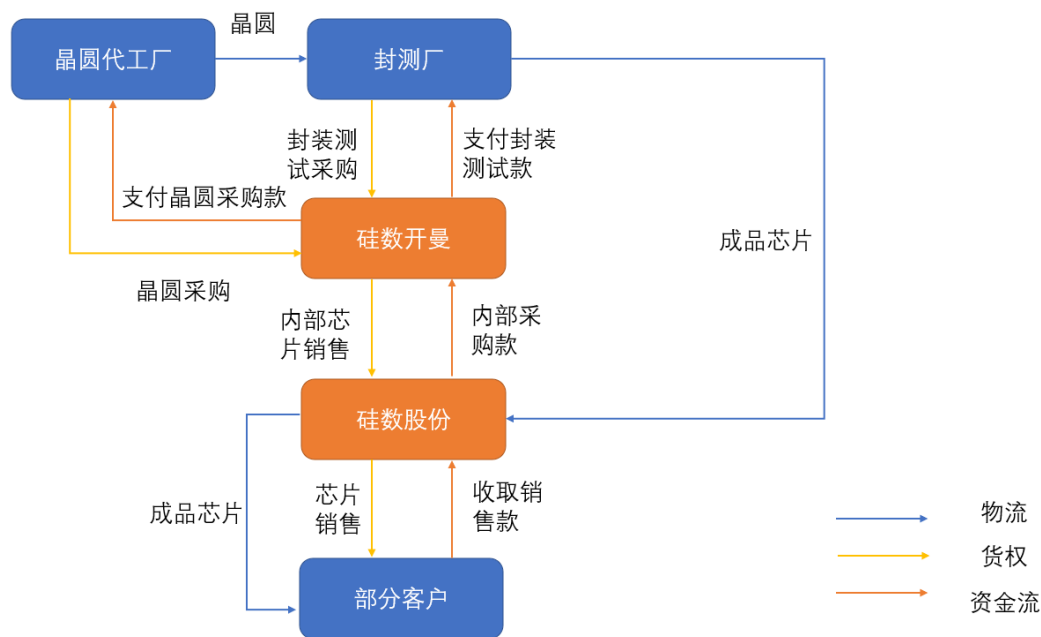 晶圆
晶圆代工厂
封测厂
封装测
试采购
支付封装
测试款
支付晶圆采购款
硅数开曼
成品芯片
晶圆采购
内部芯
片销售
内部采
购款
硅数股份
成品芯片
芯片
销售
收取销
售款
物流
货权
部分客户
资金流